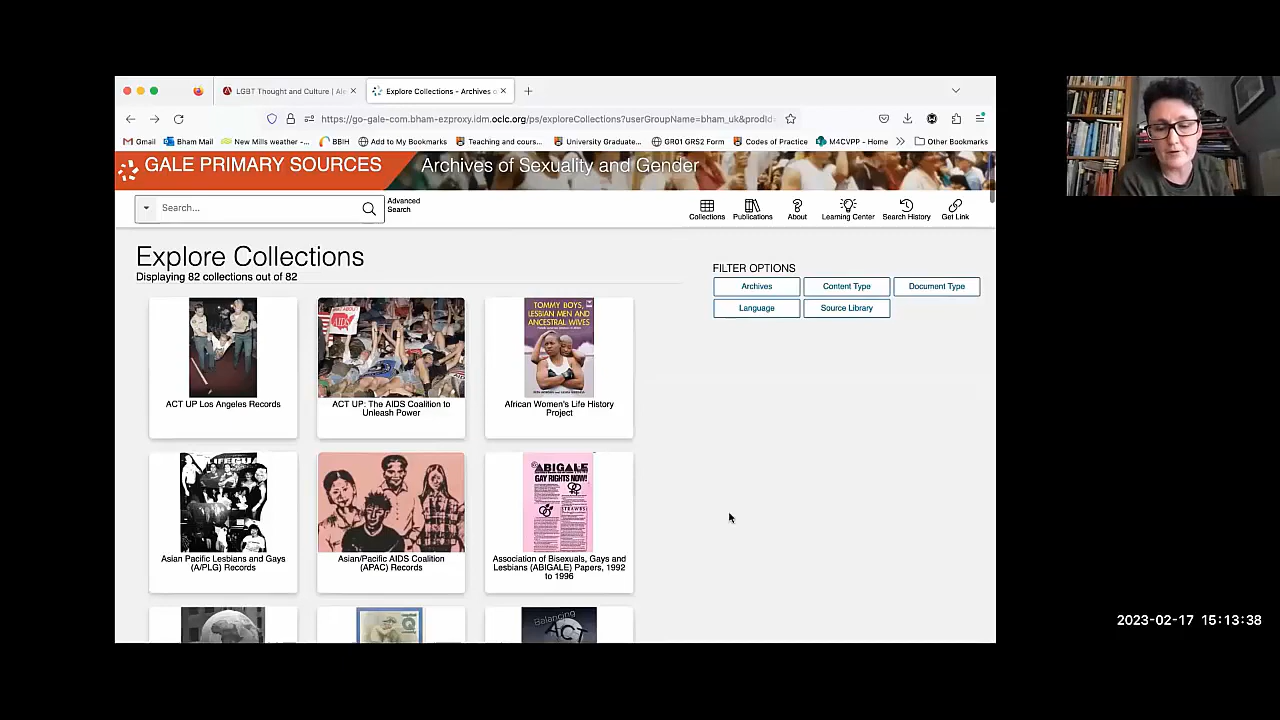 LGBT Thought and Culture | Ale
Explore Collections - Archives o
https://go-gale-com.bham-ezproxy.idm.oclc.org/ps/exploreCollections?userGroupName=bham_uk&prodId
Gmail Bham Mail New Mills weather -... BBIH Add to My Bookmarks Teaching and cours... University Graduate... GR01 GRS2 Form Codes of Practice M4CVPP - Home Other Bookmarks
GALE PRIMARY SOURCES
Archives of Sexuality and Gender
Search...
Advanced
Search
Collections Publications About Learning Center Search History Get Link
Explore Collections
Displaying 82 collections out of 82
FILTER OPTIONS
Archives Content Type Document Type
Language Source Library
AIDS
TOMMY BOYS,
LESBIAN MEN AND
ANCESTRAL WIVES
ACT UP Los Angeles Records
ACT UP: The AIDS Coalition to
Unleash Power
African Women's Life History
Project
ABIGALE
GAY RIGHTS NOW!
Asian Pacific Lesbians and Gays
(A/PLG) Records
Asian/Pacific AIDS Coalition
(APAC) Records
Association of Bisexuals, Gays and
Lesbians (ABIGALE) Papers, 1992
to 1996
Balancing
ACT
2023-02-17 15:13:38